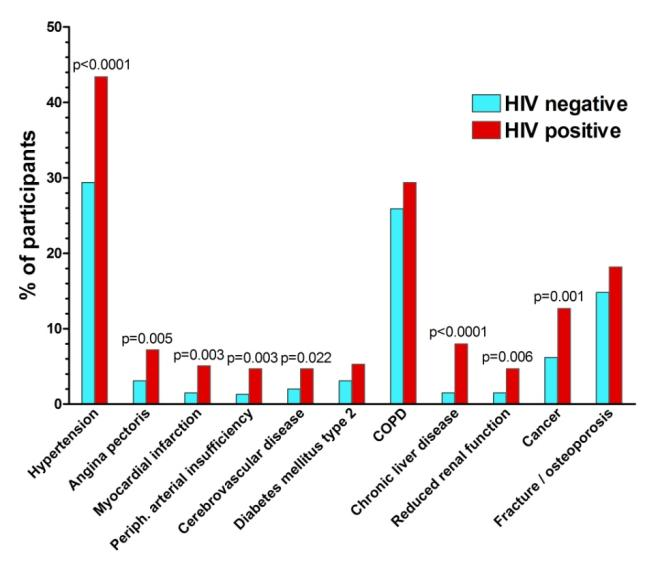 50
p<0.0001
HIV negative
HIV positive
40
30
20
10
0
% of participants
p=0.005
p=0.003
p=0.003
p=0.022
p<0.0001
p=0.006
p=0.001
Hypertension
Angina pectoris
Myocardial infarction
Periph. arterial insufficiency
Cerebrovascular disease
Diabetes mellitus type 2
COPD
Chronic liver disease
Reduced renal function
Cancer
Fracture / osteoporosis